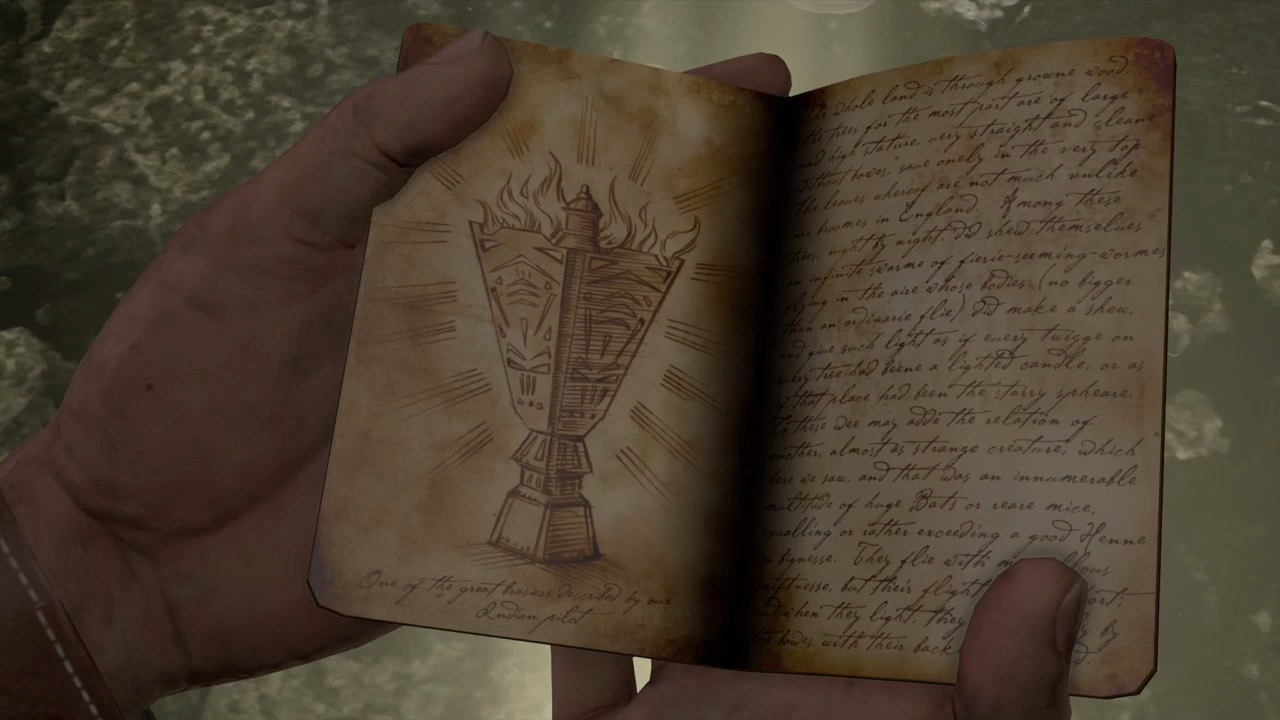 One of the great brasiers described by our
Indian pilot
whole land is through growne wood,
the trees for the most part are of large
and high stature, very straight and cleane
without bowes, save onely in the very top
The leaves whereof are not much unlike
our broomes in England. Among these
trees, night by night, did shew themselves
an infinite swarme of fierie-seeming-wormes
flying in the aire whose bodies (no bigger
than an ordinarie flie) did make a shew,
and give such light as if every twigge on
every tree had beene a lighted candle, or as
if that place had been the starry spheare.
To these wee may adde the relation of
another, almost as strange creature, which
here we saw, and that was an innumerable
multitude of huge Bats or reare mice,
equalling or rather exceeding a good Henne
in bignesse. They flie with
swiftnesse, but their flight
and when they light, they by
the bowes with their back